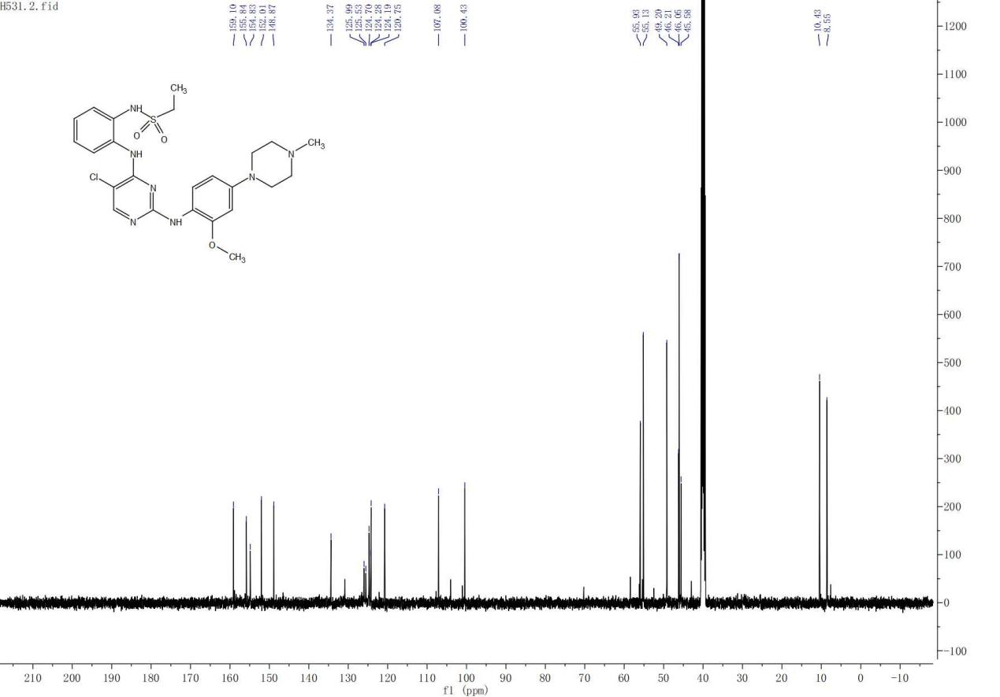 H531.2.fid
159.10
155.84
154.83
152.01
148.87
134.37
125.99
125.53
124.70
124.28
124.19
120.75
107.08
100.43
55.93
55.13
49.20
46.21
46.05
45.58
10.43
8.55
CH3
NH
S
O
O
NH
Cl
N
N
NH
N
N
CH3
O
CH3
1200
1100
1000
900
800
700
600
500
400
300
200
100
0
-100
210 200 190 180 170 160 150 140 130 120 110 100 90 80 70 60 50 40 30 20 10 0 -10
f1 (ppm)